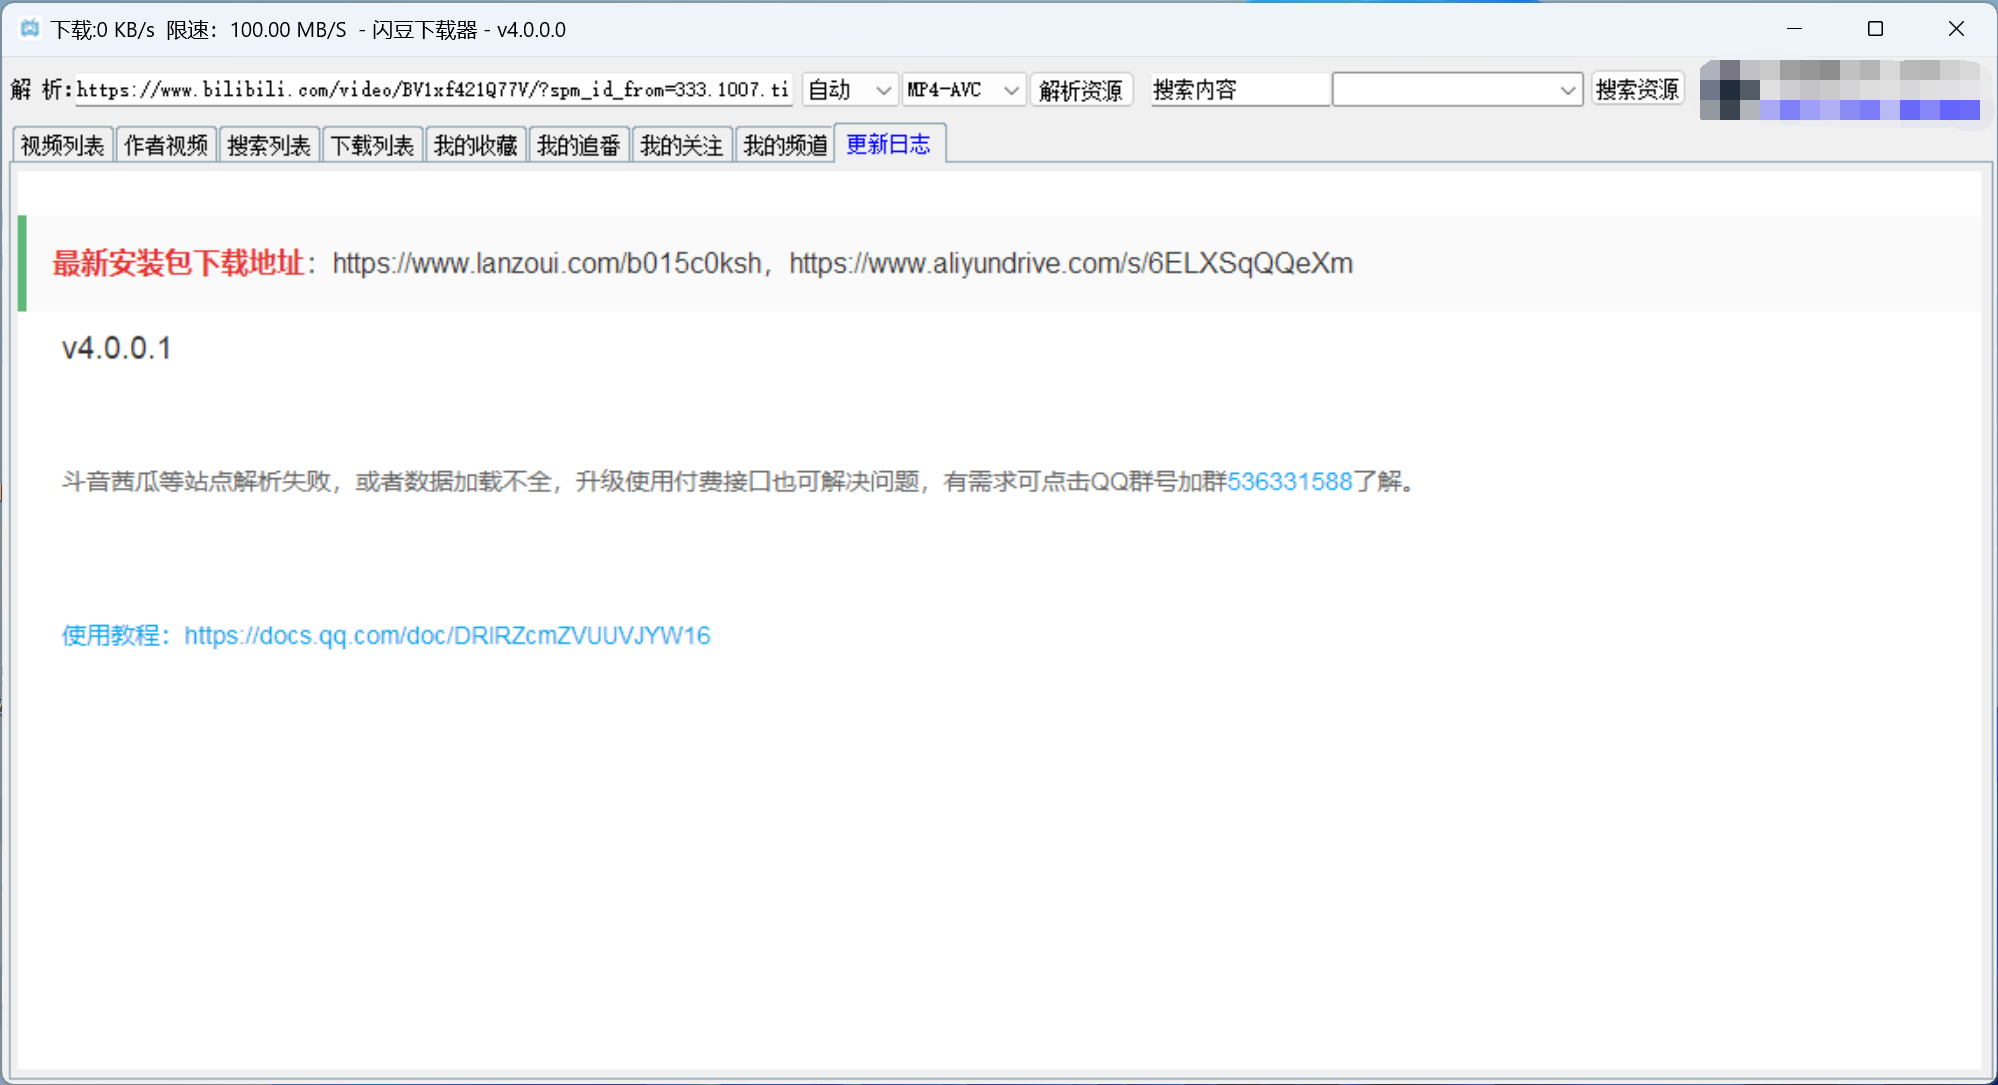 下载:0 KB/s 限速：100.00 MB/S - 闪豆下载器 - v4.0.0.0
解 析:https://www.bilibili.com/video/BV1xf421Q77V/?spm_id_from=333.1007.ti 自动 MP4-AVC 解析资源 搜索内容 搜索资源
视频列表 作者视频 搜索列表 下载列表 我的收藏 我的追番 我的关注 我的频道 更新日志
最新安装包下载地址：https://www.lanzoui.com/b015c0ksh，https://www.aliyundrive.com/s/6ELXSqQQeXm
v4.0.0.1
斗音茜瓜等站点解析失败，或者数据加载不全，升级使用付费接口也可解决问题，有需求可点击QQ群号加群536331588了解。
使用教程：https://docs.qq.com/doc/DRlRZcmZVUUVJYW16